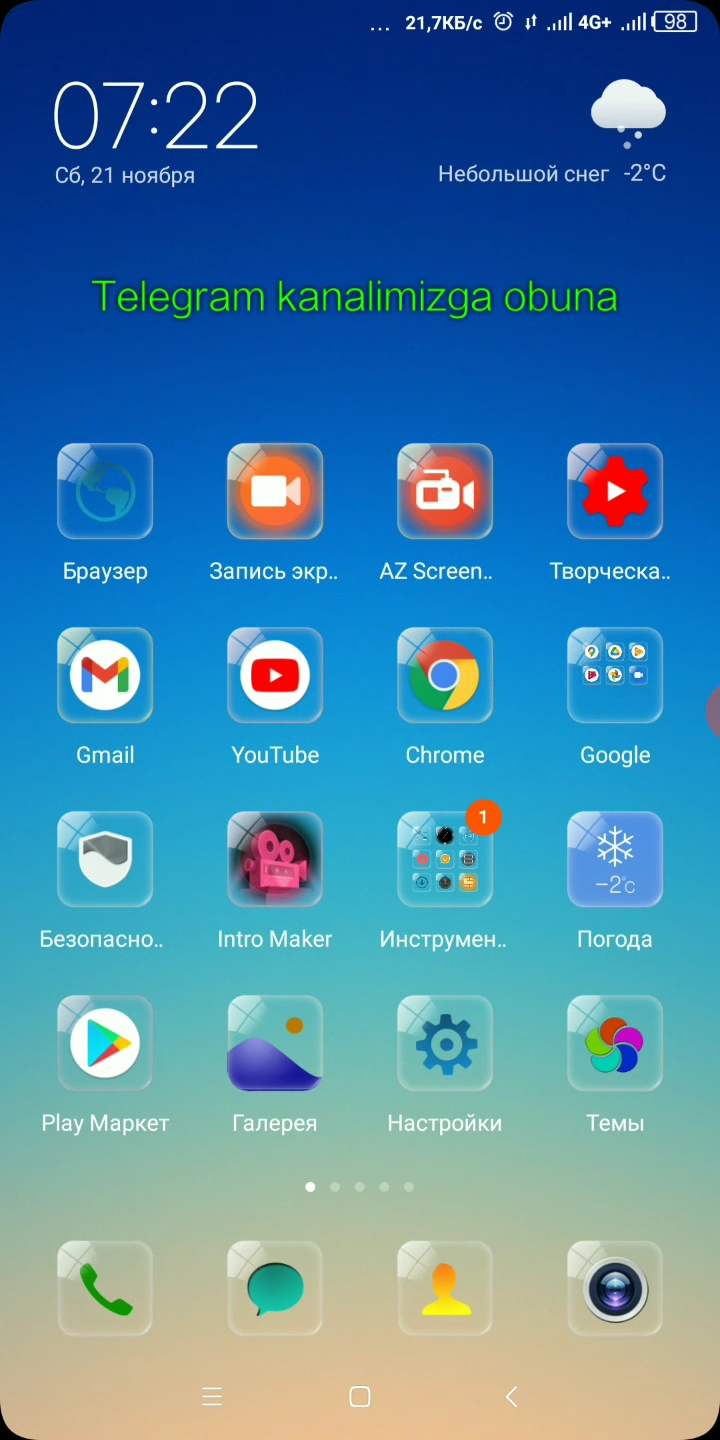 ... 21,7КБ/с 4G+ 98
07:22
Сб, 21 ноября
Небольшой снег -2°C
Telegram kanalimizga obuna
Браузер
Запись экр..
AZ Screen..
Творческа..
Gmail
YouTube
Chrome
Google
1
-2°c
Безопасно..
Intro Maker
Инструмен..
Погода
Play Маркет
Галерея
Настройки
Темы